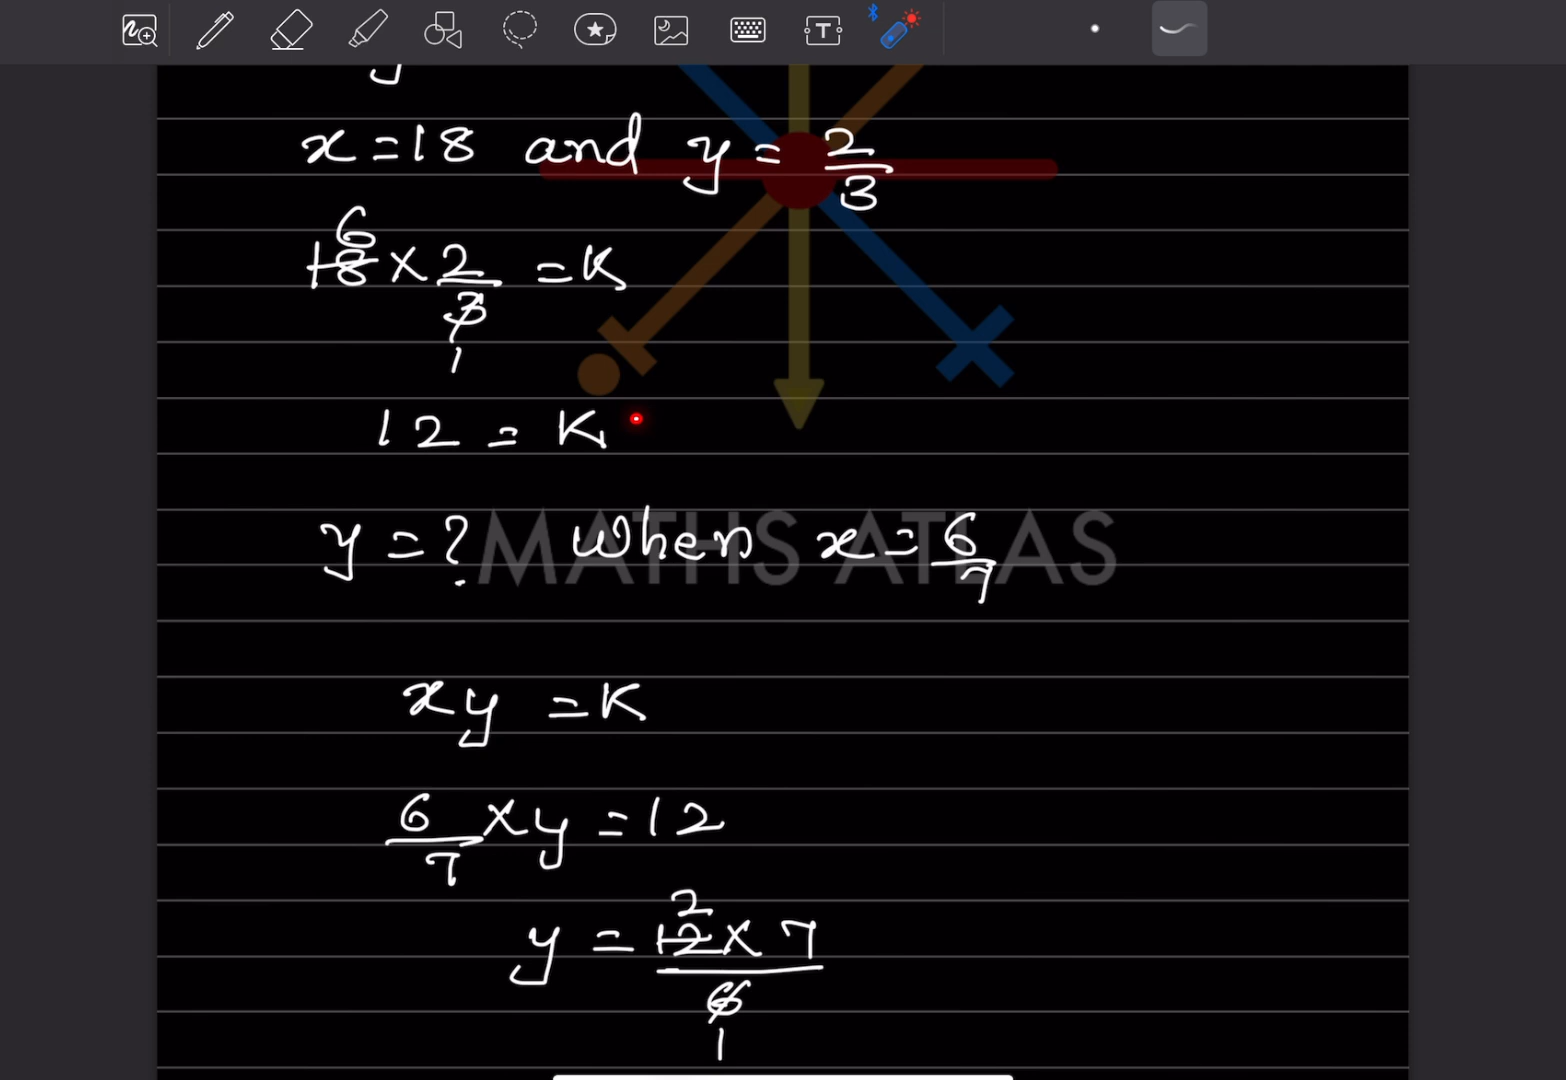 y
x = 18 and y = 2/3
18 6 × 2/3 1 = K
12 = K
y = ? when x = 6/7
MATHS ATLAS
xy = K
6/7 × y = 12
y = 12 2 × 7 / 6 1